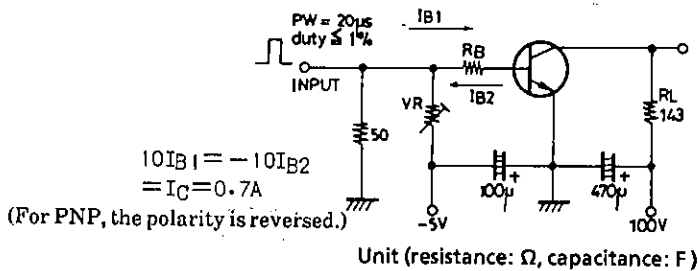 PW = 20µs
duty ≦ 1%
IB1
RB
INPUT
IB2
VR
RL
143
50
10IB1 = −10IB2
= IC = 0.7A
100µ
+
470µ
+
(For PNP, the polarity is reversed.)
-5V
100V
Unit (resistance: Ω, capacitance: F)